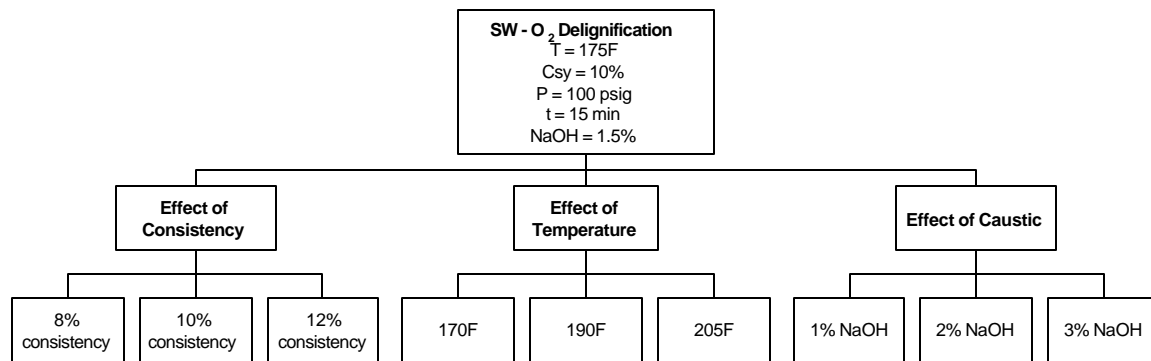 SW - O 2 Delignification
T = 175F
Csy = 10%
P = 100 psig
t = 15 min
NaOH = 1.5%
Effect of
Consistency
Effect of
Temperature
Effect of Caustic
8%
consistency
10%
consistency
12%
consistency
170F
190F
205F
1% NaOH
2% NaOH
3% NaOH